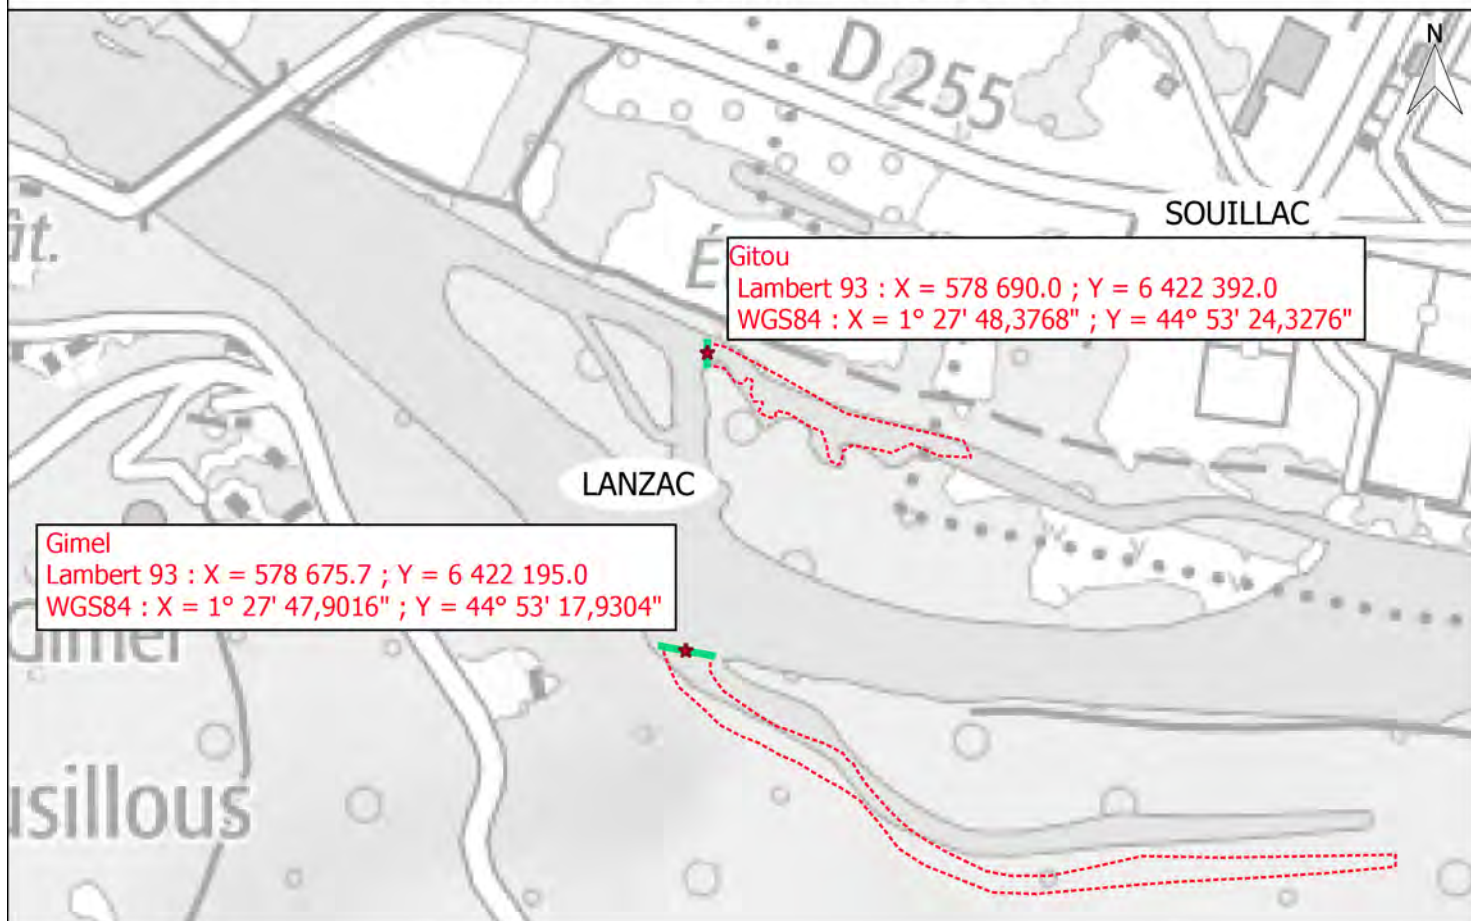 N
D 255
SOUILLAC
ât.
É
Gitou
Lambert 93 : X = 578 690.0 ; Y = 6 422 392.0
WGS84 : X = 1° 27' 48,3768" ; Y = 44° 53' 24,3276"
LANZAC
Gimel
Lambert 93 : X = 578 675.7 ; Y = 6 422 195.0
WGS84 : X = 1° 27' 47,9016" ; Y = 44° 53' 17,9304"
Gimel
usillous